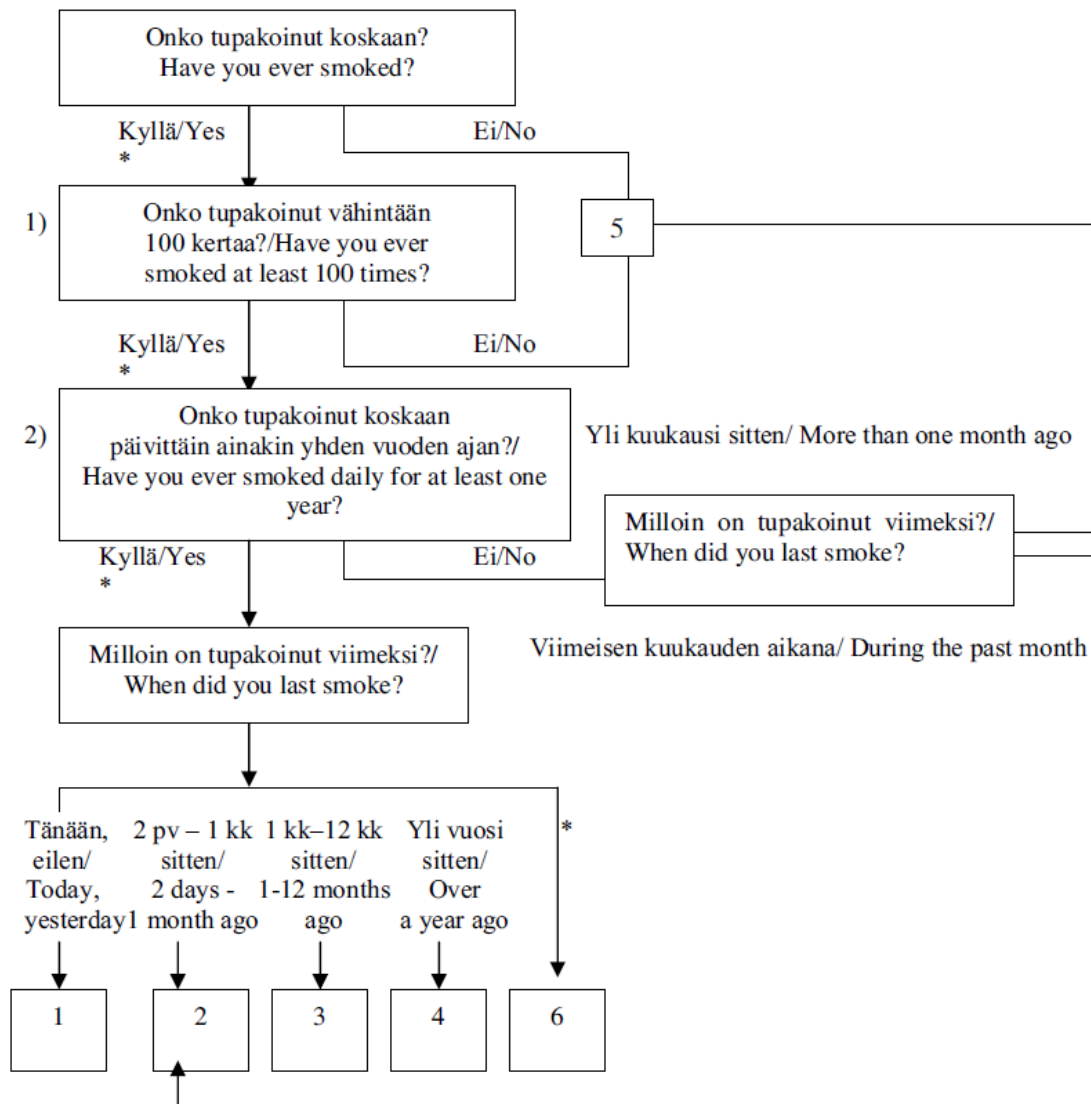 Onko tupakoinut koskaan?
Have you ever smoked?
Kyllä/Yes
*
Ei/No
1)
Onko tupakoinut vähintään
100 kertaa?/Have you ever
smoked at least 100 times?
5
Kyllä/Yes
*
Ei/No
2)
Onko tupakoinut koskaan
päivittäin ainakin yhden vuoden ajan?/
Have you ever smoked daily for at least one
year?
Yli kuukausi sitten/ More than one month ago
Milloin on tupakoinut viimeksi?/
When did you last smoke?
Kyllä/Yes
*
Ei/No
Viimeisen kuukauden aikana/ During the past month
Milloin on tupakoinut viimeksi?/
When did you last smoke?
Tänään,
eilen/
Today,
yesterday
2 pv – 1 kk
sitten/
2 days -
1 month ago
1 kk–12 kk
sitten/
1-12 months
ago
Yli vuosi
sitten/
Over
a year ago
*
1
2
3
4
6